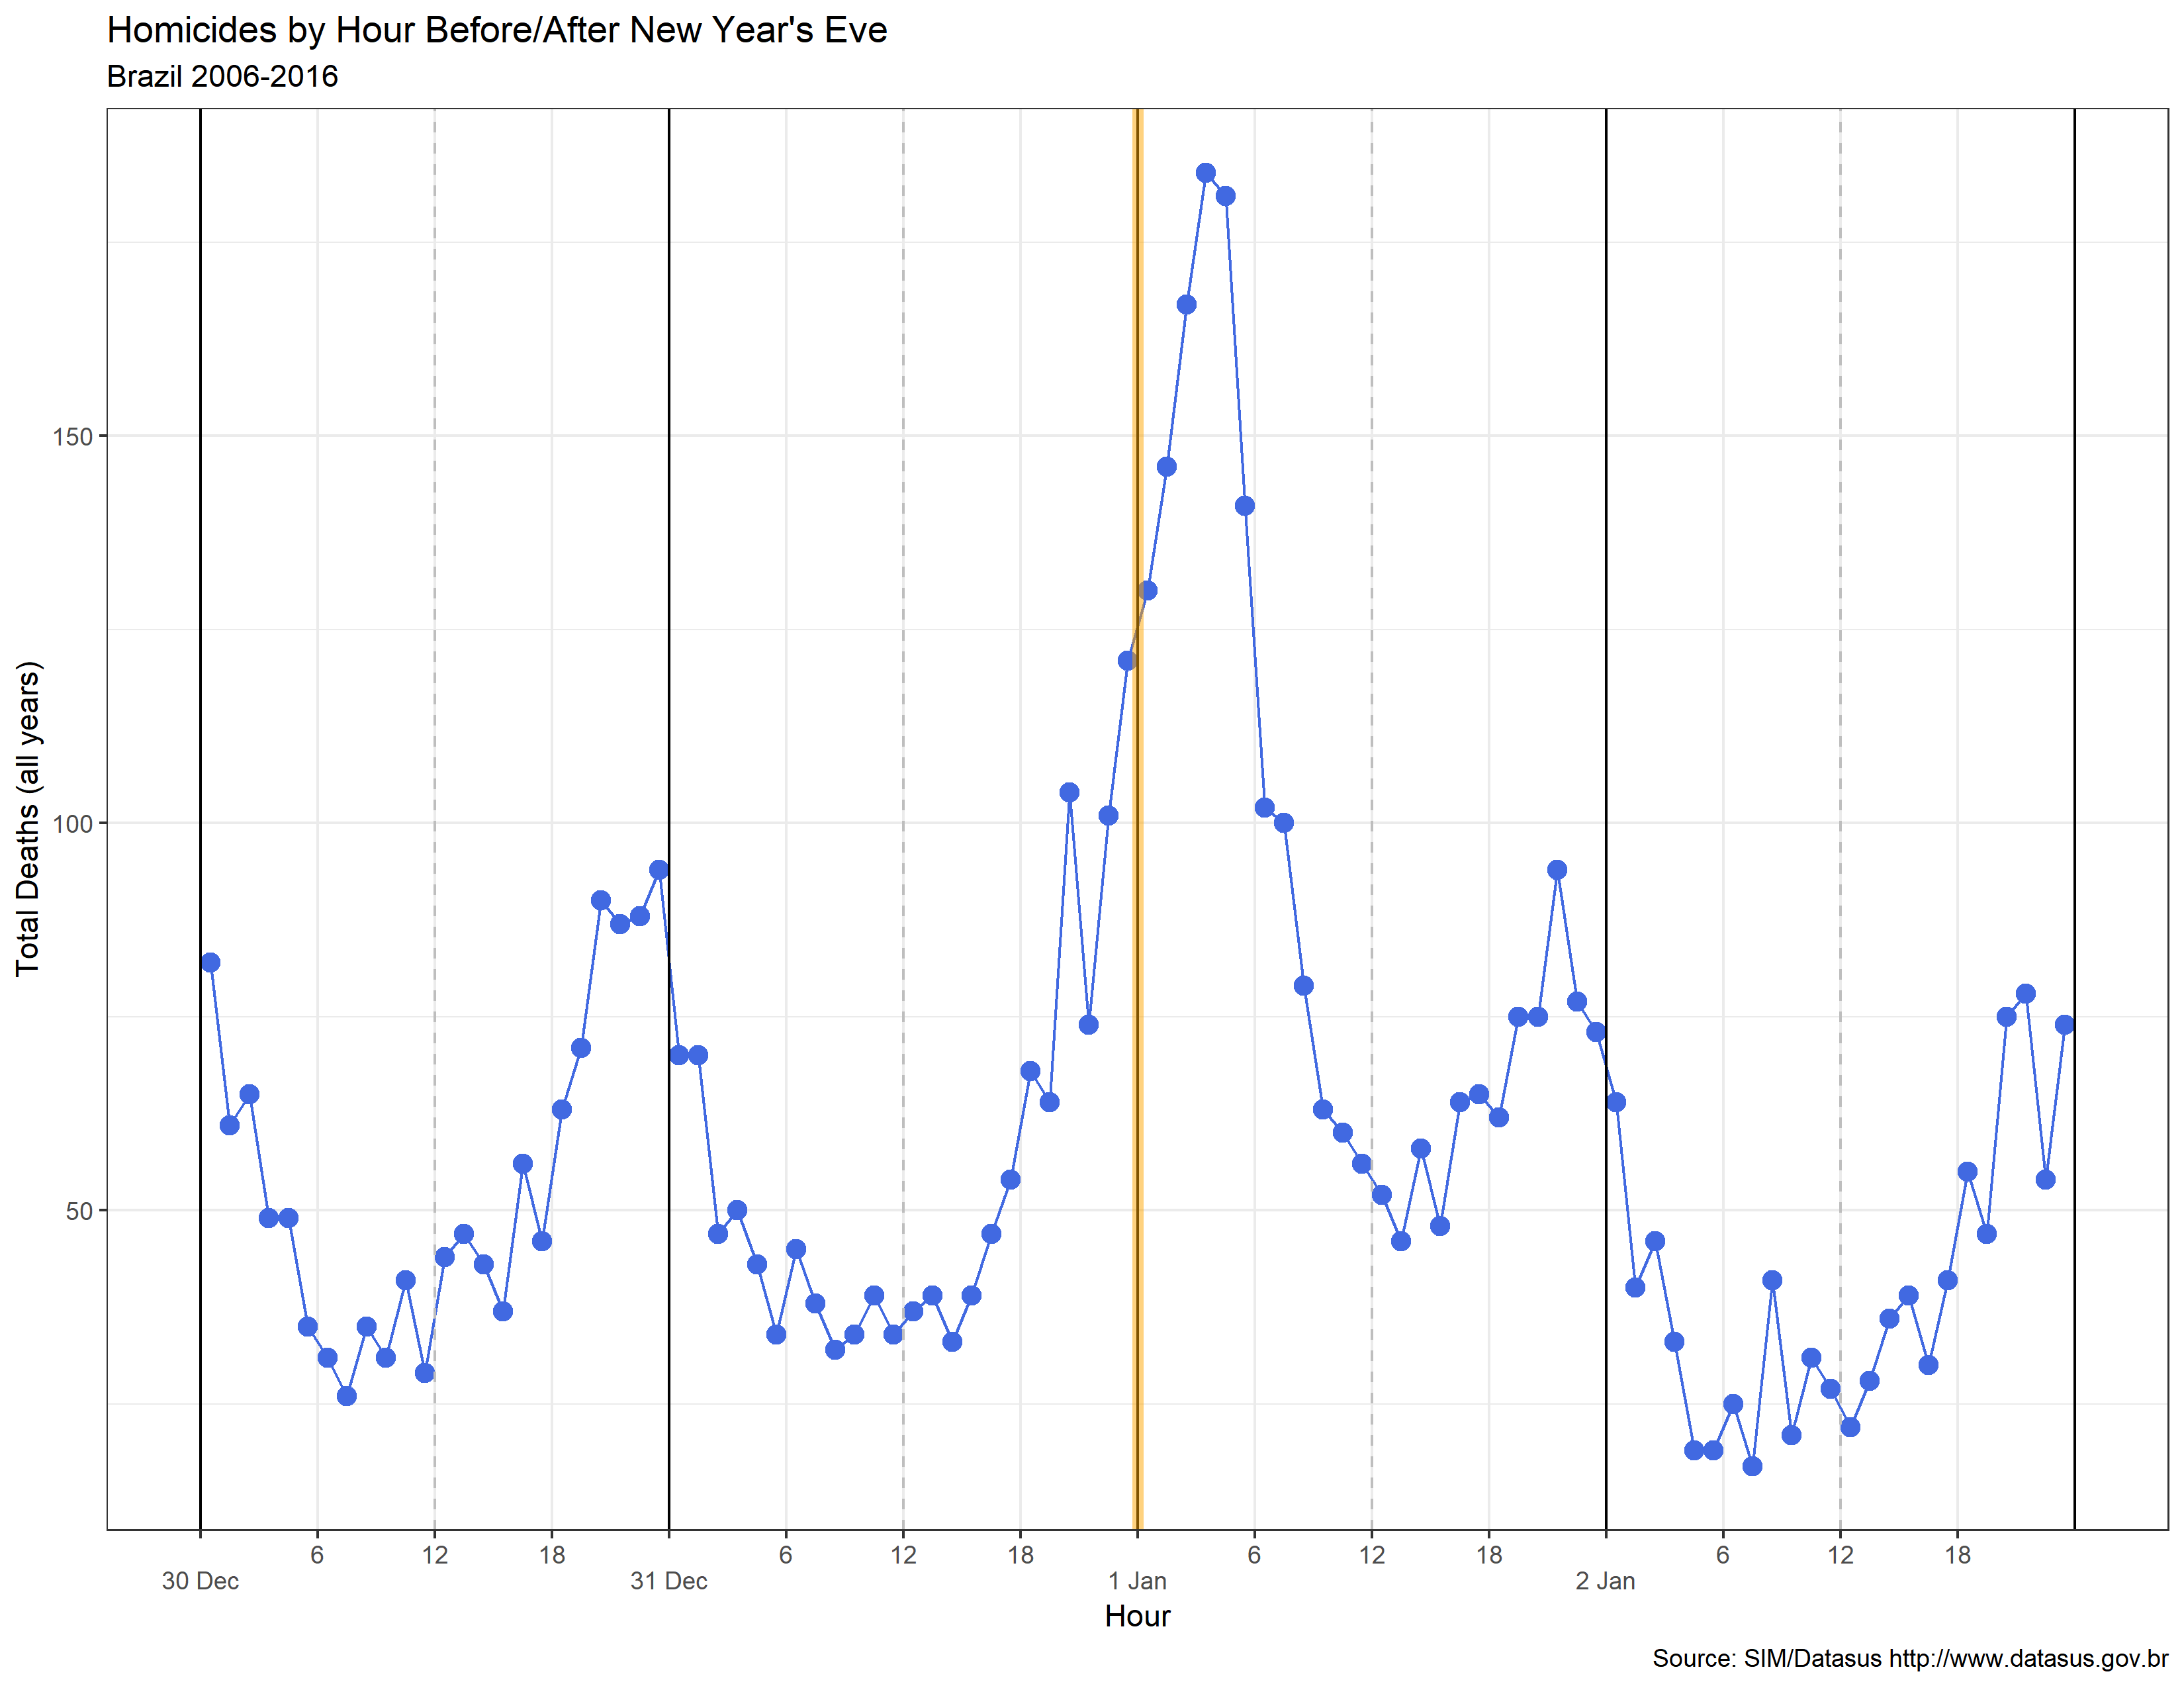 Homicides by Hour Before/After New Year's Eve
Brazil 2006-2016
Total Deaths (all years)
150
100
50
6 12 18 6 12 18 6 12 18 6 12 18
30 Dec 31 Dec 1 Jan 2 Jan
Hour
Source: SIM/Datasus http://www.datasus.gov.br